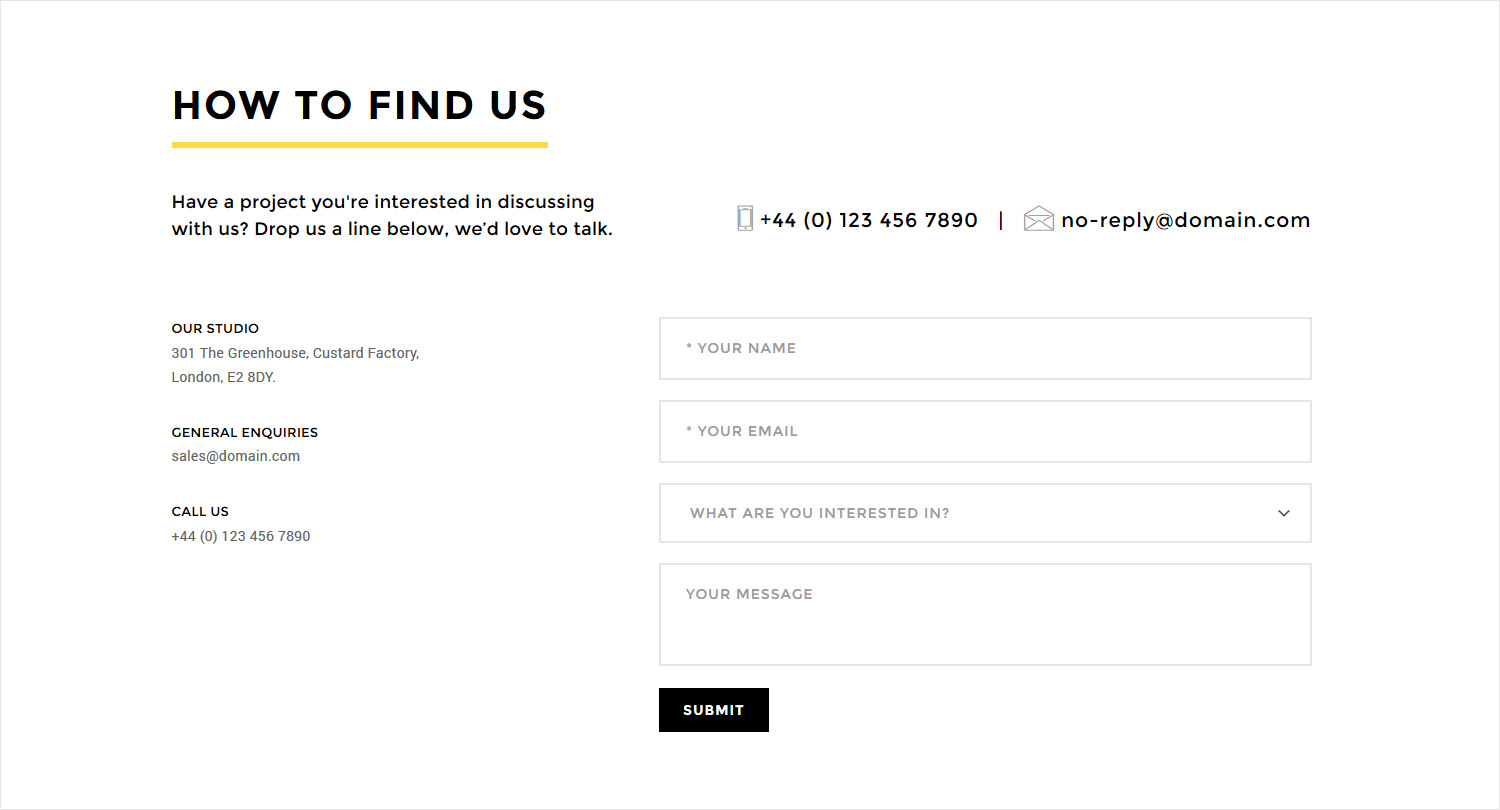 HOW TO FIND US
Have a project you're interested in discussing
with us? Drop us a line below, we’d love to talk.
+44 (0) 123 456 7890 | no-reply@domain.com
OUR STUDIO
301 The Greenhouse, Custard Factory,
London, E2 8DY.
GENERAL ENQUIRIES
sales@domain.com
CALL US
+44 (0) 123 456 7890
* YOUR NAME
* YOUR EMAIL
WHAT ARE YOU INTERESTED IN?
YOUR MESSAGE
SUBMIT